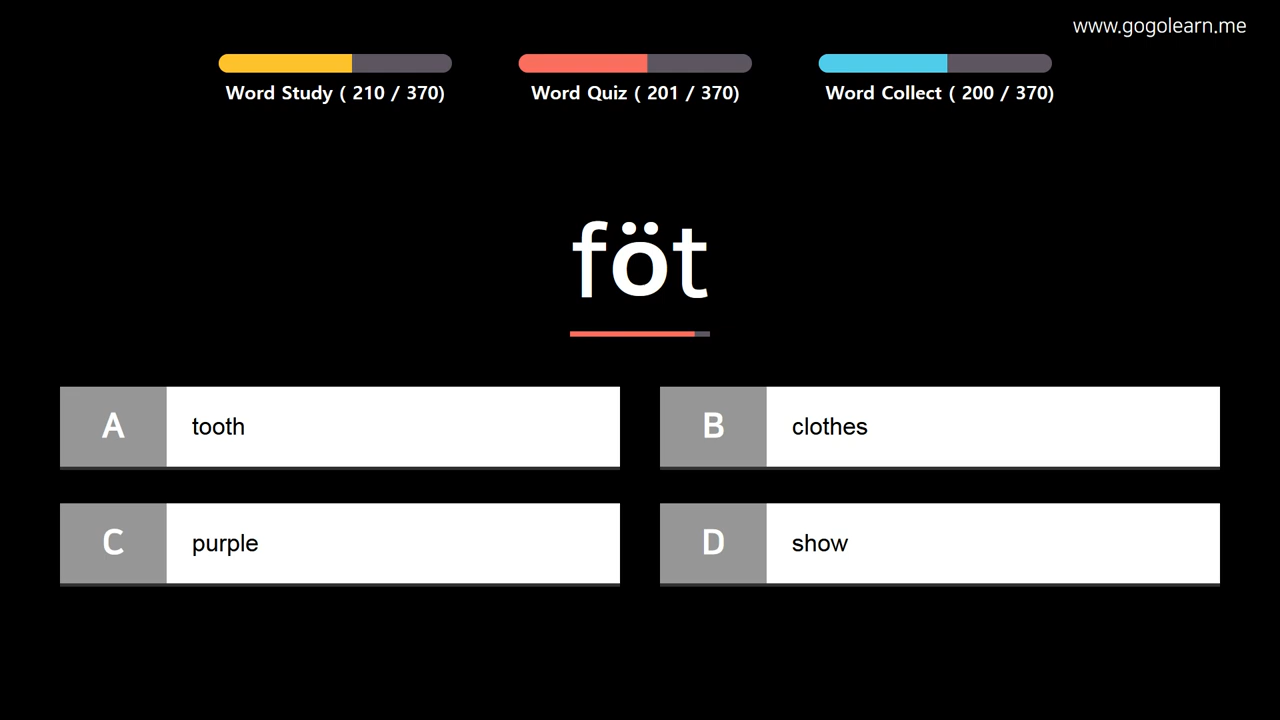 www.gogolearn.me
Word Study ( 210 / 370)
Word Quiz ( 201 / 370)
Word Collect ( 200 / 370)
föt
A tooth
B clothes
C purple
D show